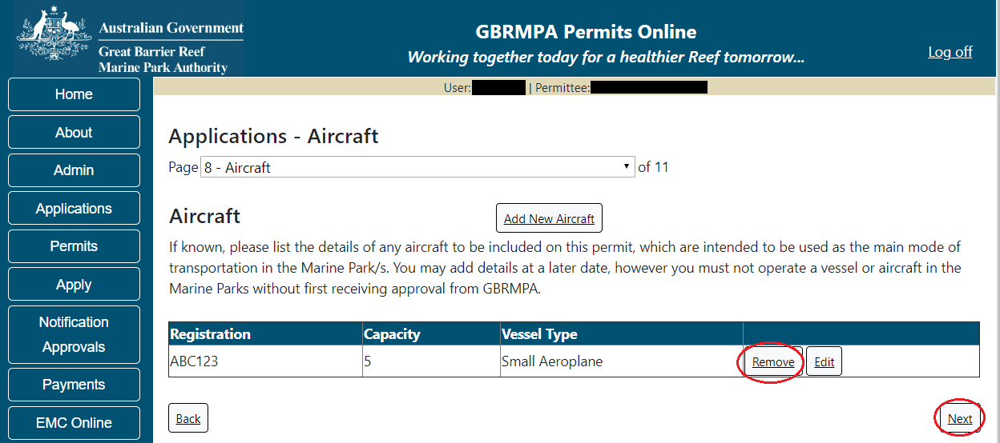 Australian Government
Great Barrier Reef
Marine Park Authority
GBRMPA Permits Online
Working together today for a healthier Reef tomorrow...
Log off
User: | Permittee:
Home
About
Admin
Applications
Permits
Apply
Notification
Approvals
Payments
EMC Online
Applications - Aircraft
Page 8 - Aircraft of 11
Aircraft
Add New Aircraft
If known, please list the details of any aircraft to be included on this permit, which are intended to be used as the main mode of
transportation in the Marine Park/s. You may add details at a later date, however you must not operate a vessel or aircraft in the
Marine Parks without first receiving approval from GBRMPA.
Registration Capacity Vessel Type
ABC123 5 Small Aeroplane Remove Edit
Back Next